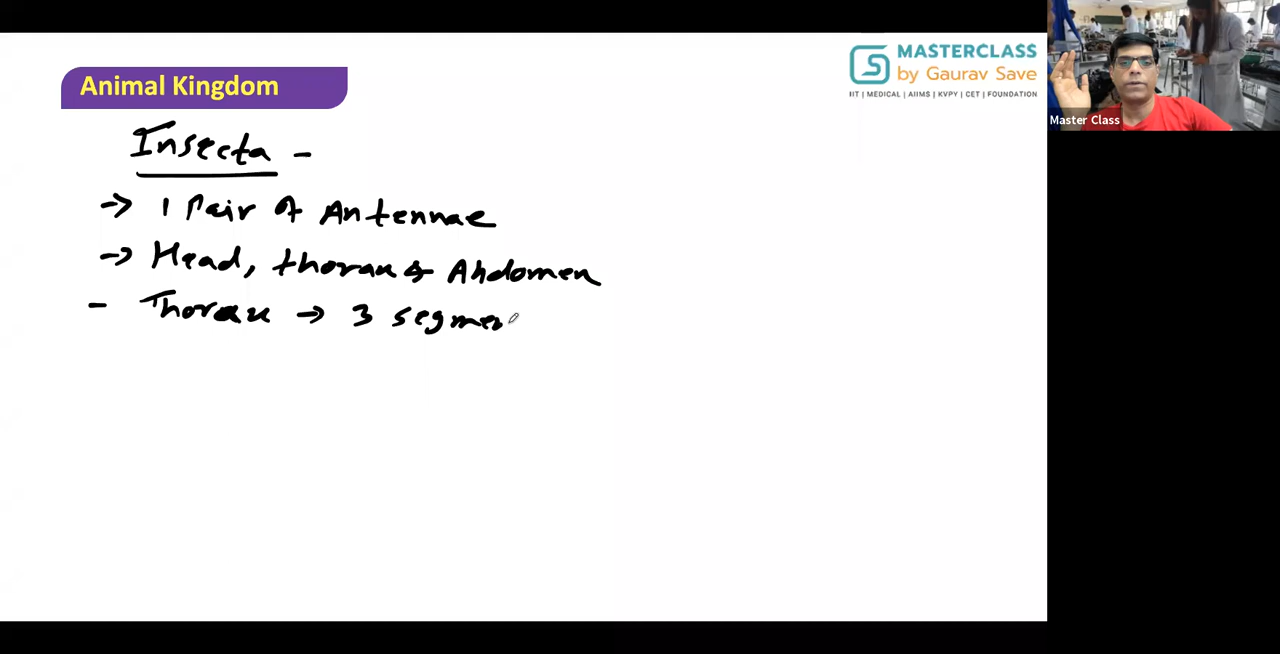 MASTERCLASS
by Gaurav Save
IIT | MEDICAL | AIIMS | KVPY | CET | FOUNDATION
Master Class
Animal Kingdom
Insecta -
→ 1 Pair of Antennae
→ Head, thorax & Abdomen
- Thorax → 3 segmen